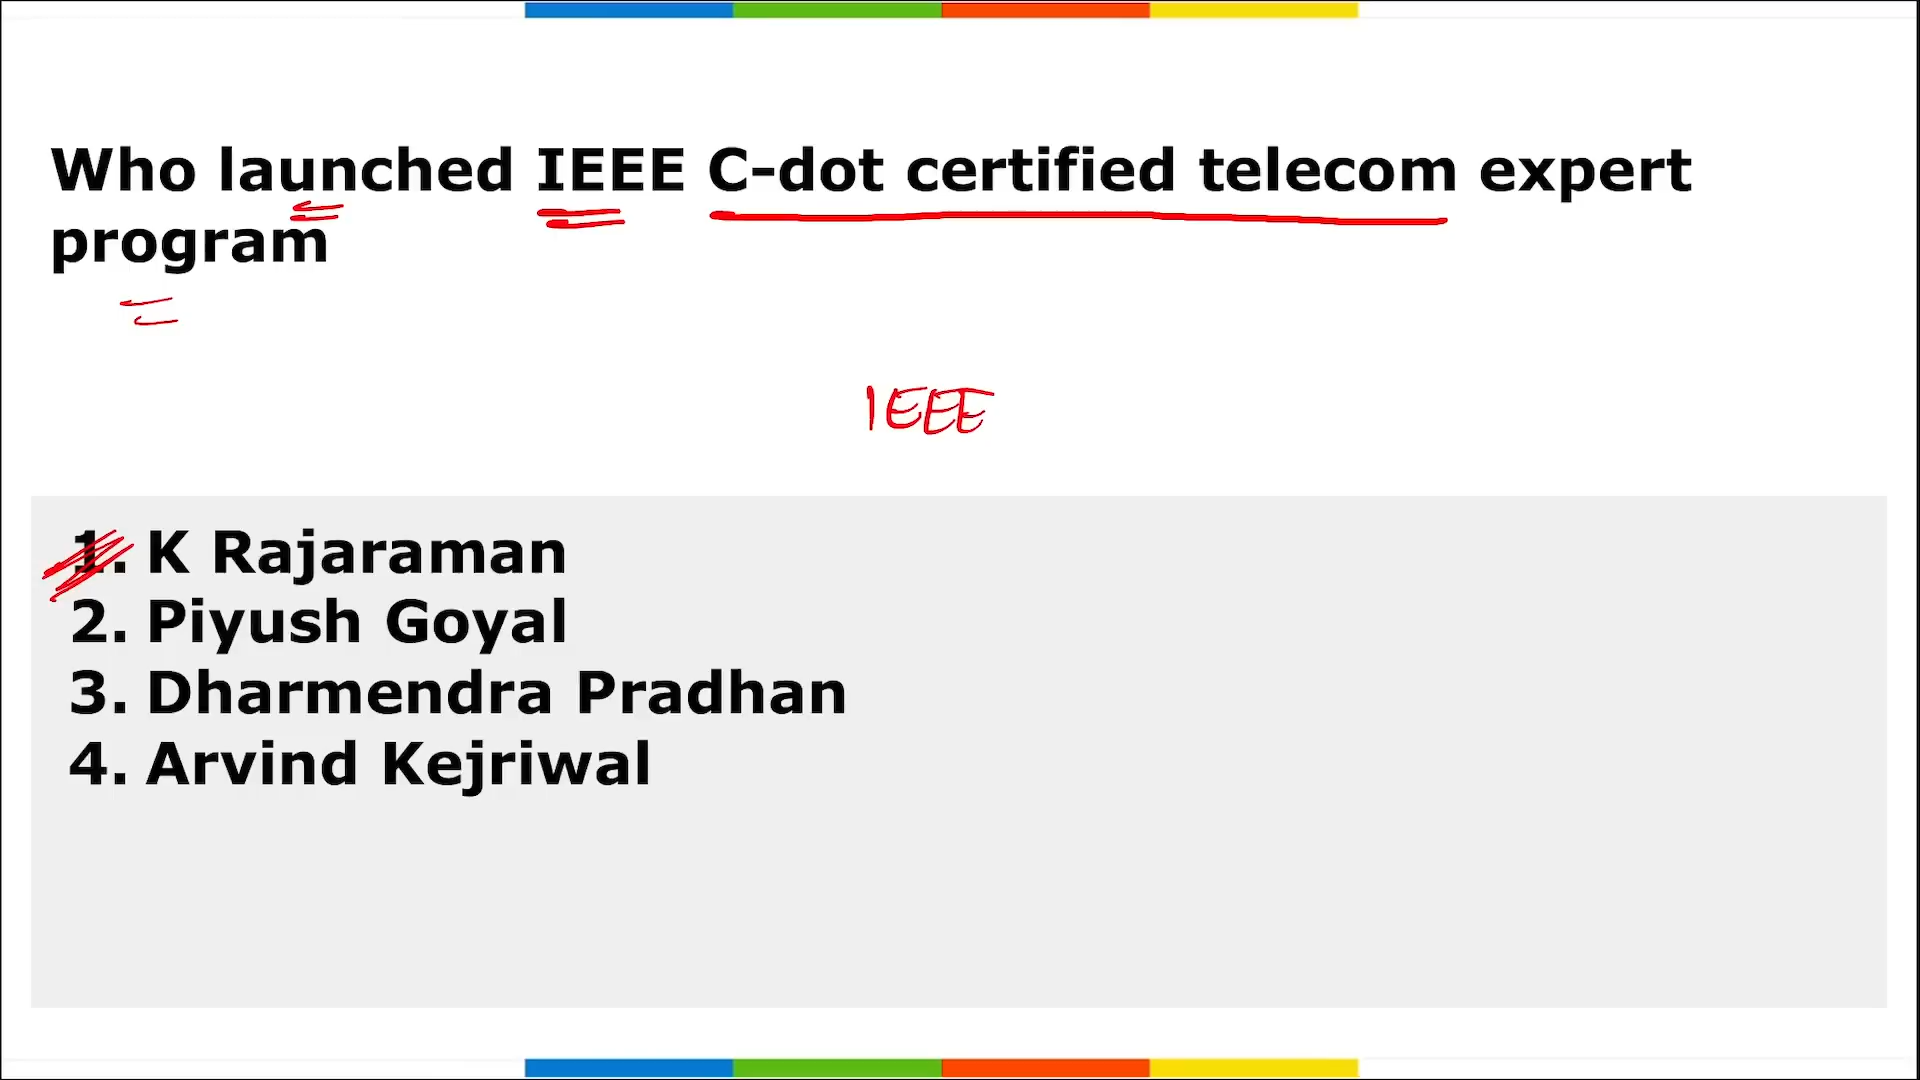 Who launched IEEE C-dot certified telecom expert
program
IEEE
1. K Rajaraman
2. Piyush Goyal
3. Dharmendra Pradhan
4. Arvind Kejriwal